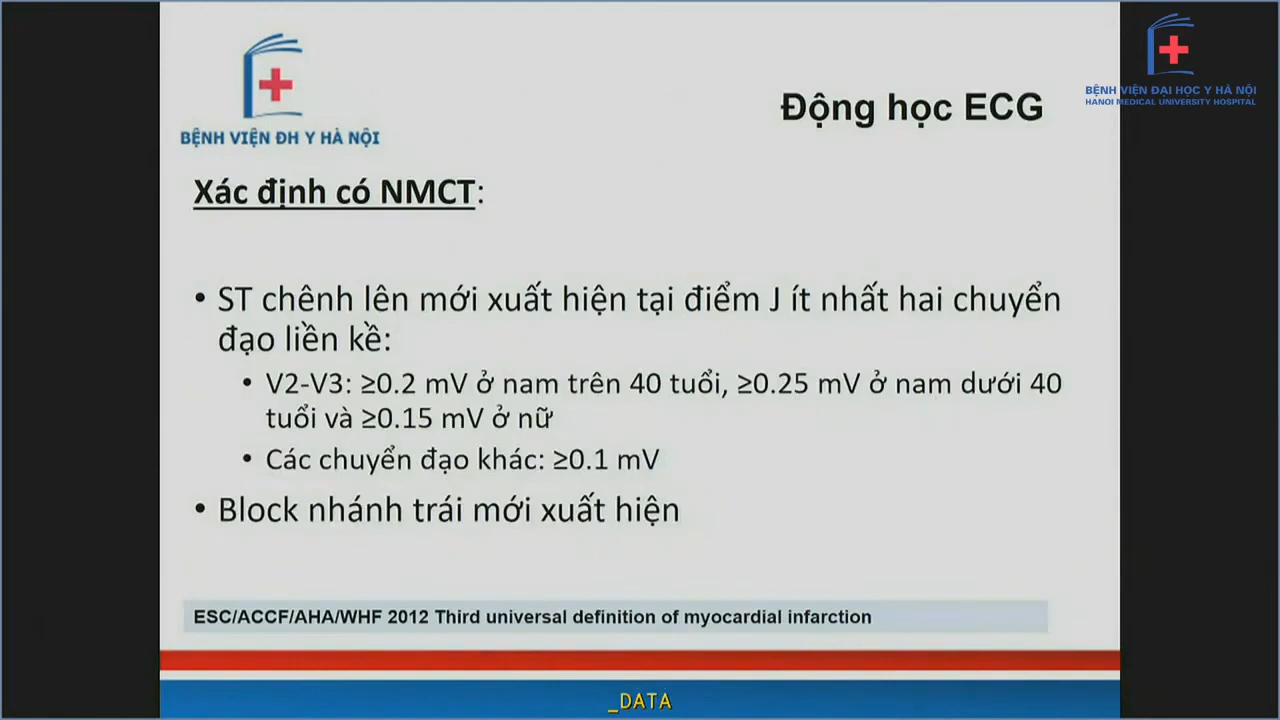 BỆNH VIỆN ĐH Y HÀ NỘI
BỆNH VIỆN ĐẠI HỌC Y HÀ NỘI
HANOI MEDICAL UNIVERSITY HOSPITAL
Động học ECG
Xác định có NMCT:
• ST chênh lên mới xuất hiện tại điểm J ít nhất hai chuyển
đạo liền kề:
• V2-V3: ≥0.2 mV ở nam trên 40 tuổi, ≥0.25 mV ở nam dưới 40
tuổi và ≥0.15 mV ở nữ
• Các chuyển đạo khác: ≥0.1 mV
• Block nhánh trái mới xuất hiện
ESC/ACCF/AHA/WHF 2012 Third universal definition of myocardial infarction
_DATA